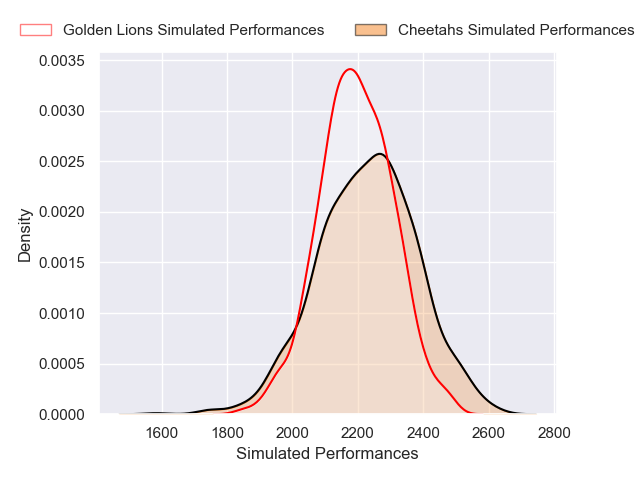 Golden Lions Simulated Performances
Cheetahs Simulated Performances
0.0035
0.0030
0.0025
0.0020
0.0015
0.0010
0.0005
0.0000
Density
1600 1800 2000 2200 2400 2600 2800
Simulated Performances